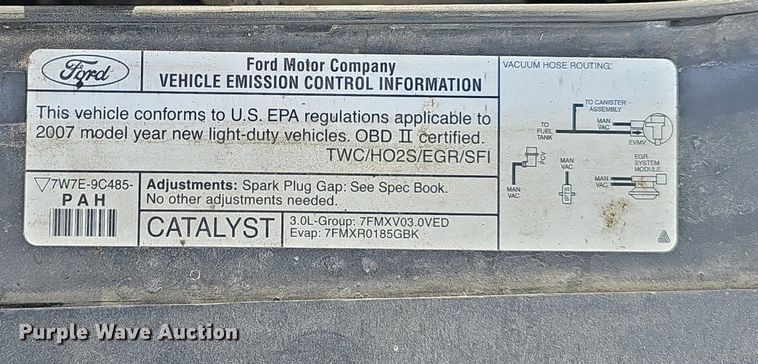 Ford
Ford Motor Company
VEHICLE EMISSION CONTROL INFORMATION
This vehicle conforms to U.S. EPA regulations applicable to
2007 model year new light-duty vehicles. OBD II certified.
TWC/HO2S/EGR/SFI
▽7W7E-9C485-
PAH
Adjustments: Spark Plug Gap: See Spec Book.
No other adjustments needed.
CATALYST
3.0L-Group: 7FMXV03.0VED
Evap: 7FMXR0185GBK
VACUUM HOSE ROUTING
TO CANISTER
ASSEMBLY
TO
FUEL
TANK
MAN
VAC
EVMV
PCV
MAN
VAC
MAN
VAC
EGR
SYSTEM
MODULE
MAN
VAC
Purple Wave Auction